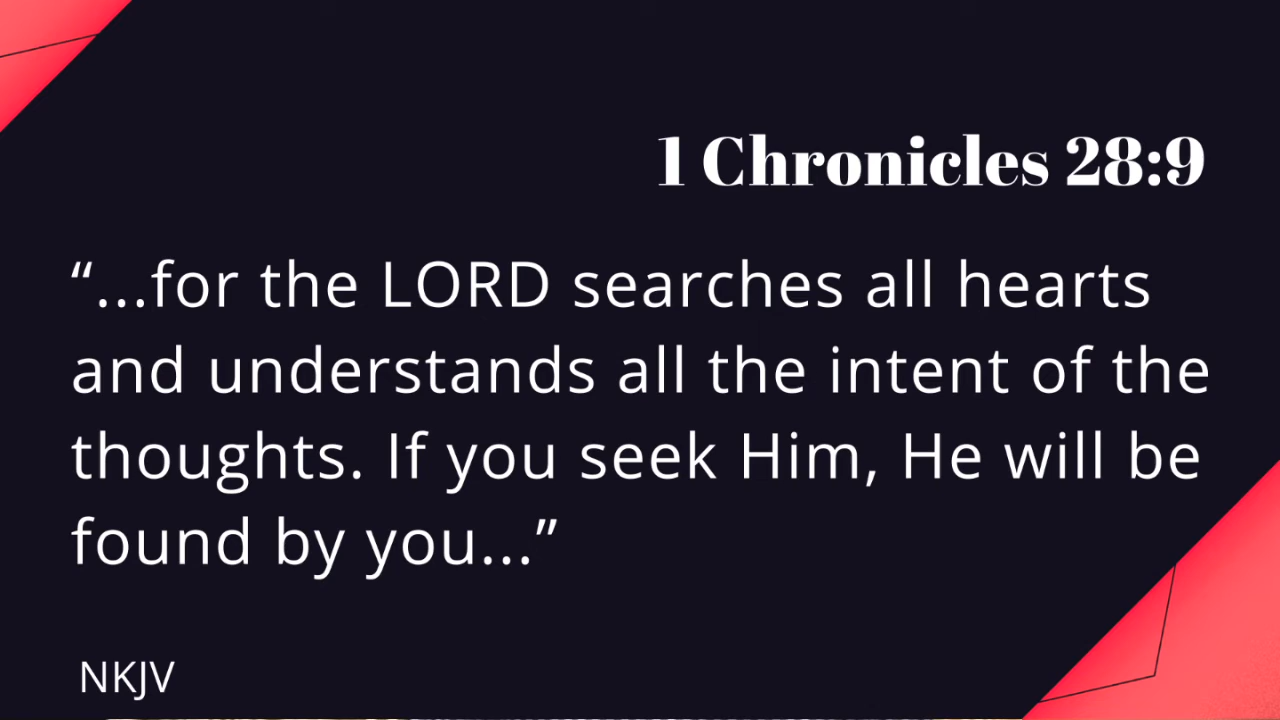 1 Chronicles 28:9
“...for the LORD searches all hearts
and understands all the intent of the
thoughts. If you seek Him, He will be
found by you...”
NKJV